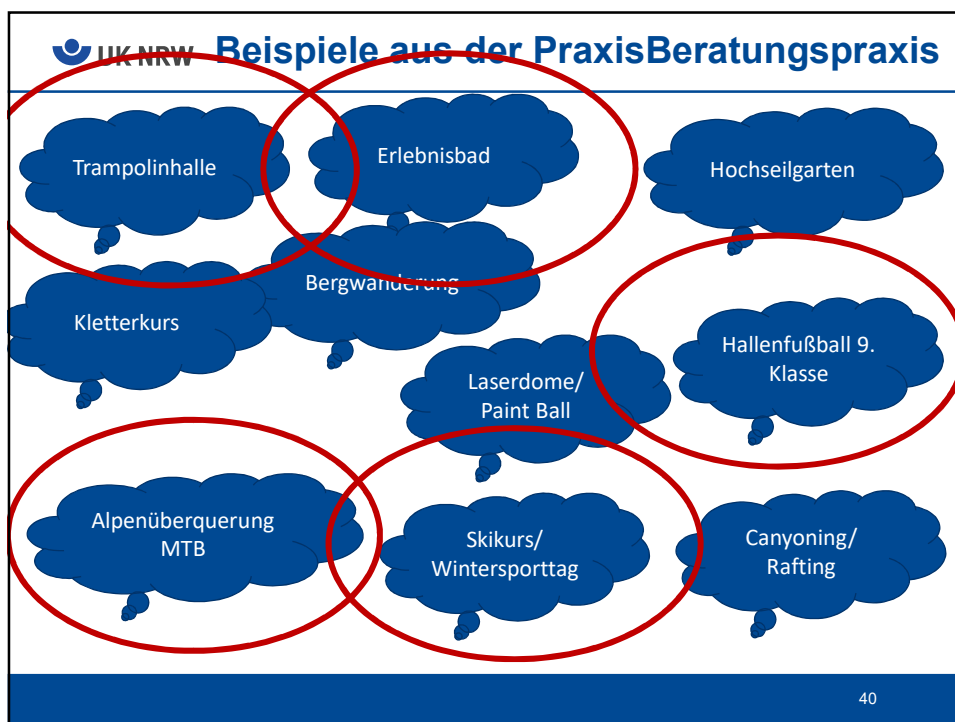 UK NRW Beispiele aus der PraxisBeratungspraxis
Trampolinhalle
Erlebnisbad
Hochseilgarten
Bergwanderung
Kletterkurs
Hallenfußball 9.
Klasse
Laserdome/
Paint Ball
Alpenüberquerung
MTB
Skikurs/
Wintersporttag
Canyoning/
Rafting
40